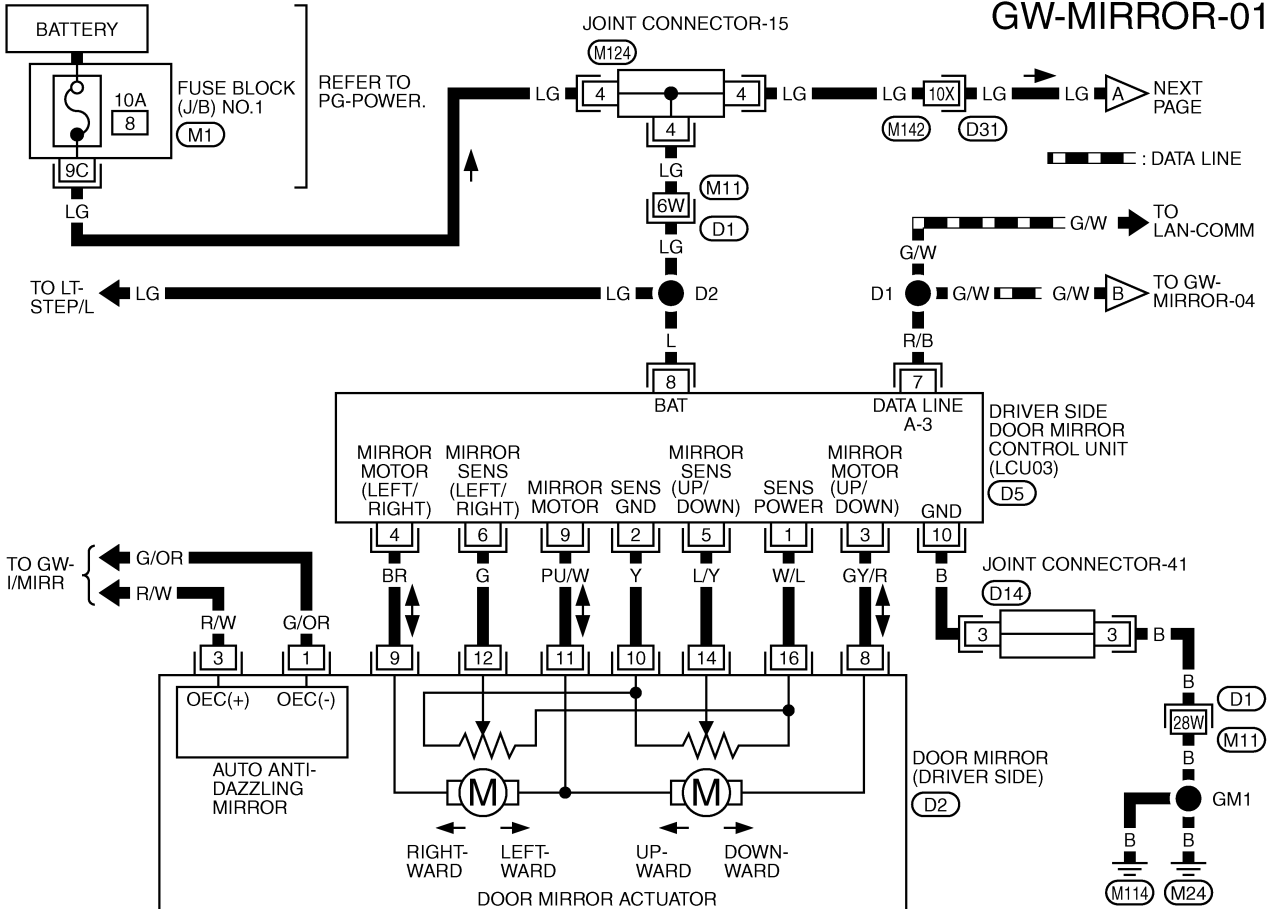 GW-MIRROR-01
BATTERY
FUSE BLOCK
(J/B) NO.1
M1
10A
8
9C
REFER TO
PG-POWER.
LG
JOINT CONNECTOR-15
M124
LG
4
4
LG
4
LG
10X
LG
LG
A
NEXT
PAGE
M142
D31
: DATA LINE
LG
6W
M11
D1
LG
G/W
TO
LAN-COMM
G/W
TO LT-
STEP/L
LG
LG
D2
D1
G/W
G/W
B
TO GW-
MIRROR-04
L
R/B
8
7
BAT
DATA LINE
A-3
DRIVER SIDE
DOOR MIRROR
CONTROL UNIT
(LCU03)
D5
MIRROR
MOTOR
(LEFT/
RIGHT)
MIRROR
SENS
(LEFT/
RIGHT)
MIRROR
MOTOR
SENS
GND
MIRROR
SENS
(UP/
DOWN)
SENS
POWER
MIRROR
MOTOR
(UP/
DOWN)
GND
4
6
9
2
5
1
3
10
BR
G
PU/W
Y
L/Y
W/L
GY/R
B
TO GW-
I/MIRR
G/OR
R/W
R/W
G/OR
JOINT CONNECTOR-41
D14
3
3
B
3
1
9
12
11
10
14
16
8
OEC(+)
OEC(-)
AUTO ANTI-
DAZZLING
MIRROR
B
28W
D1
M11
B
M
M
DOOR MIRROR
(DRIVER SIDE)
D2
GM1
RIGHT-
WARD
LEFT-
WARD
UP-
WARD
DOWN-
WARD
DOOR MIRROR ACTUATOR
B
B
M114
M24